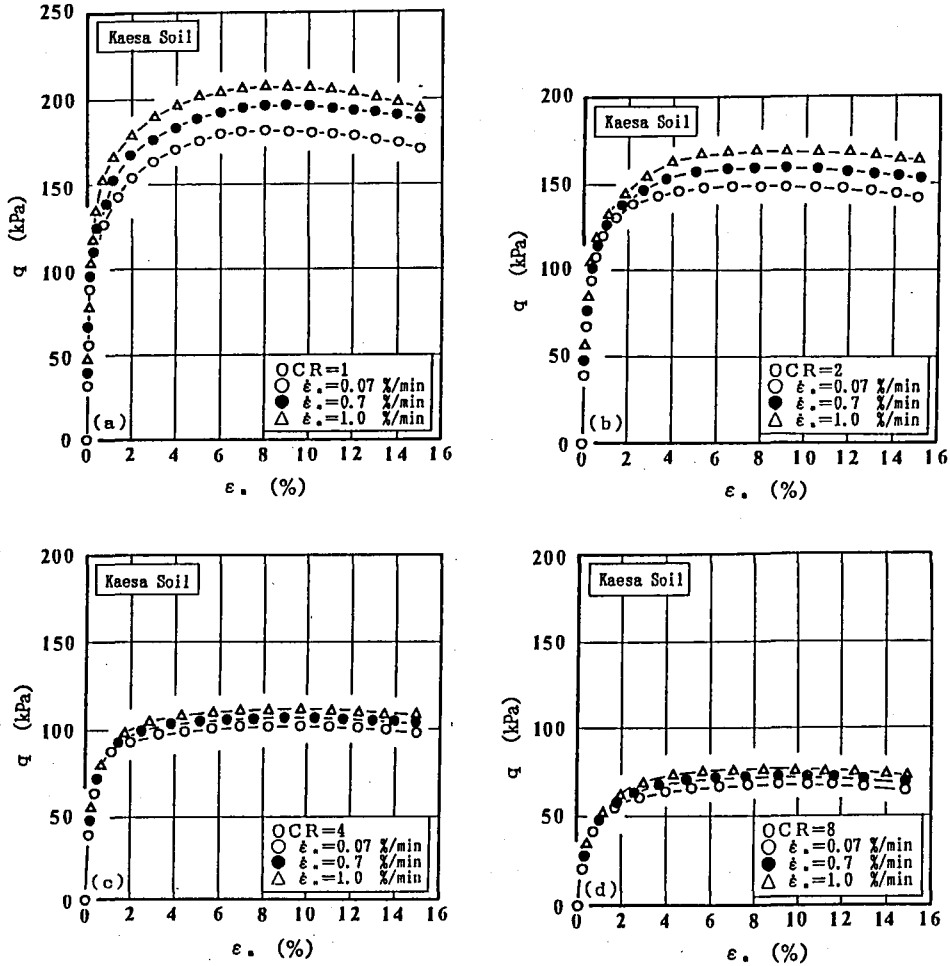 250
Kaesa Soil
200
150
100
50
0
q (kPa)
OCR=1
ε̇ₐ=0.07 %/min
ε̇ₐ=0.7 %/min
ε̇ₐ=1.0 %/min
(a)
0 2 4 6 8 10 12 14 16
εₐ (%)
200
Kaesa Soil
150
100
50
0
q (kPa)
OCR=2
ε̇ₐ=0.07 %/min
ε̇ₐ=0.7 %/min
ε̇ₐ=1.0 %/min
(b)
0 2 4 6 8 10 12 14 16
εₐ (%)
200
Kaesa Soil
150
100
50
0
q (kPa)
OCR=4
ε̇ₐ=0.07 %/min
ε̇ₐ=0.7 %/min
ε̇ₐ=1.0 %/min
(c)
0 2 4 6 8 10 12 14 16
εₐ (%)
200
Kaesa Soil
150
100
50
0
q (kPa)
OCR=8
ε̇ₐ=0.07 %/min
ε̇ₐ=0.7 %/min
ε̇ₐ=1.0 %/min
(d)
0 2 4 6 8 10 12 14 16
εₐ (%)